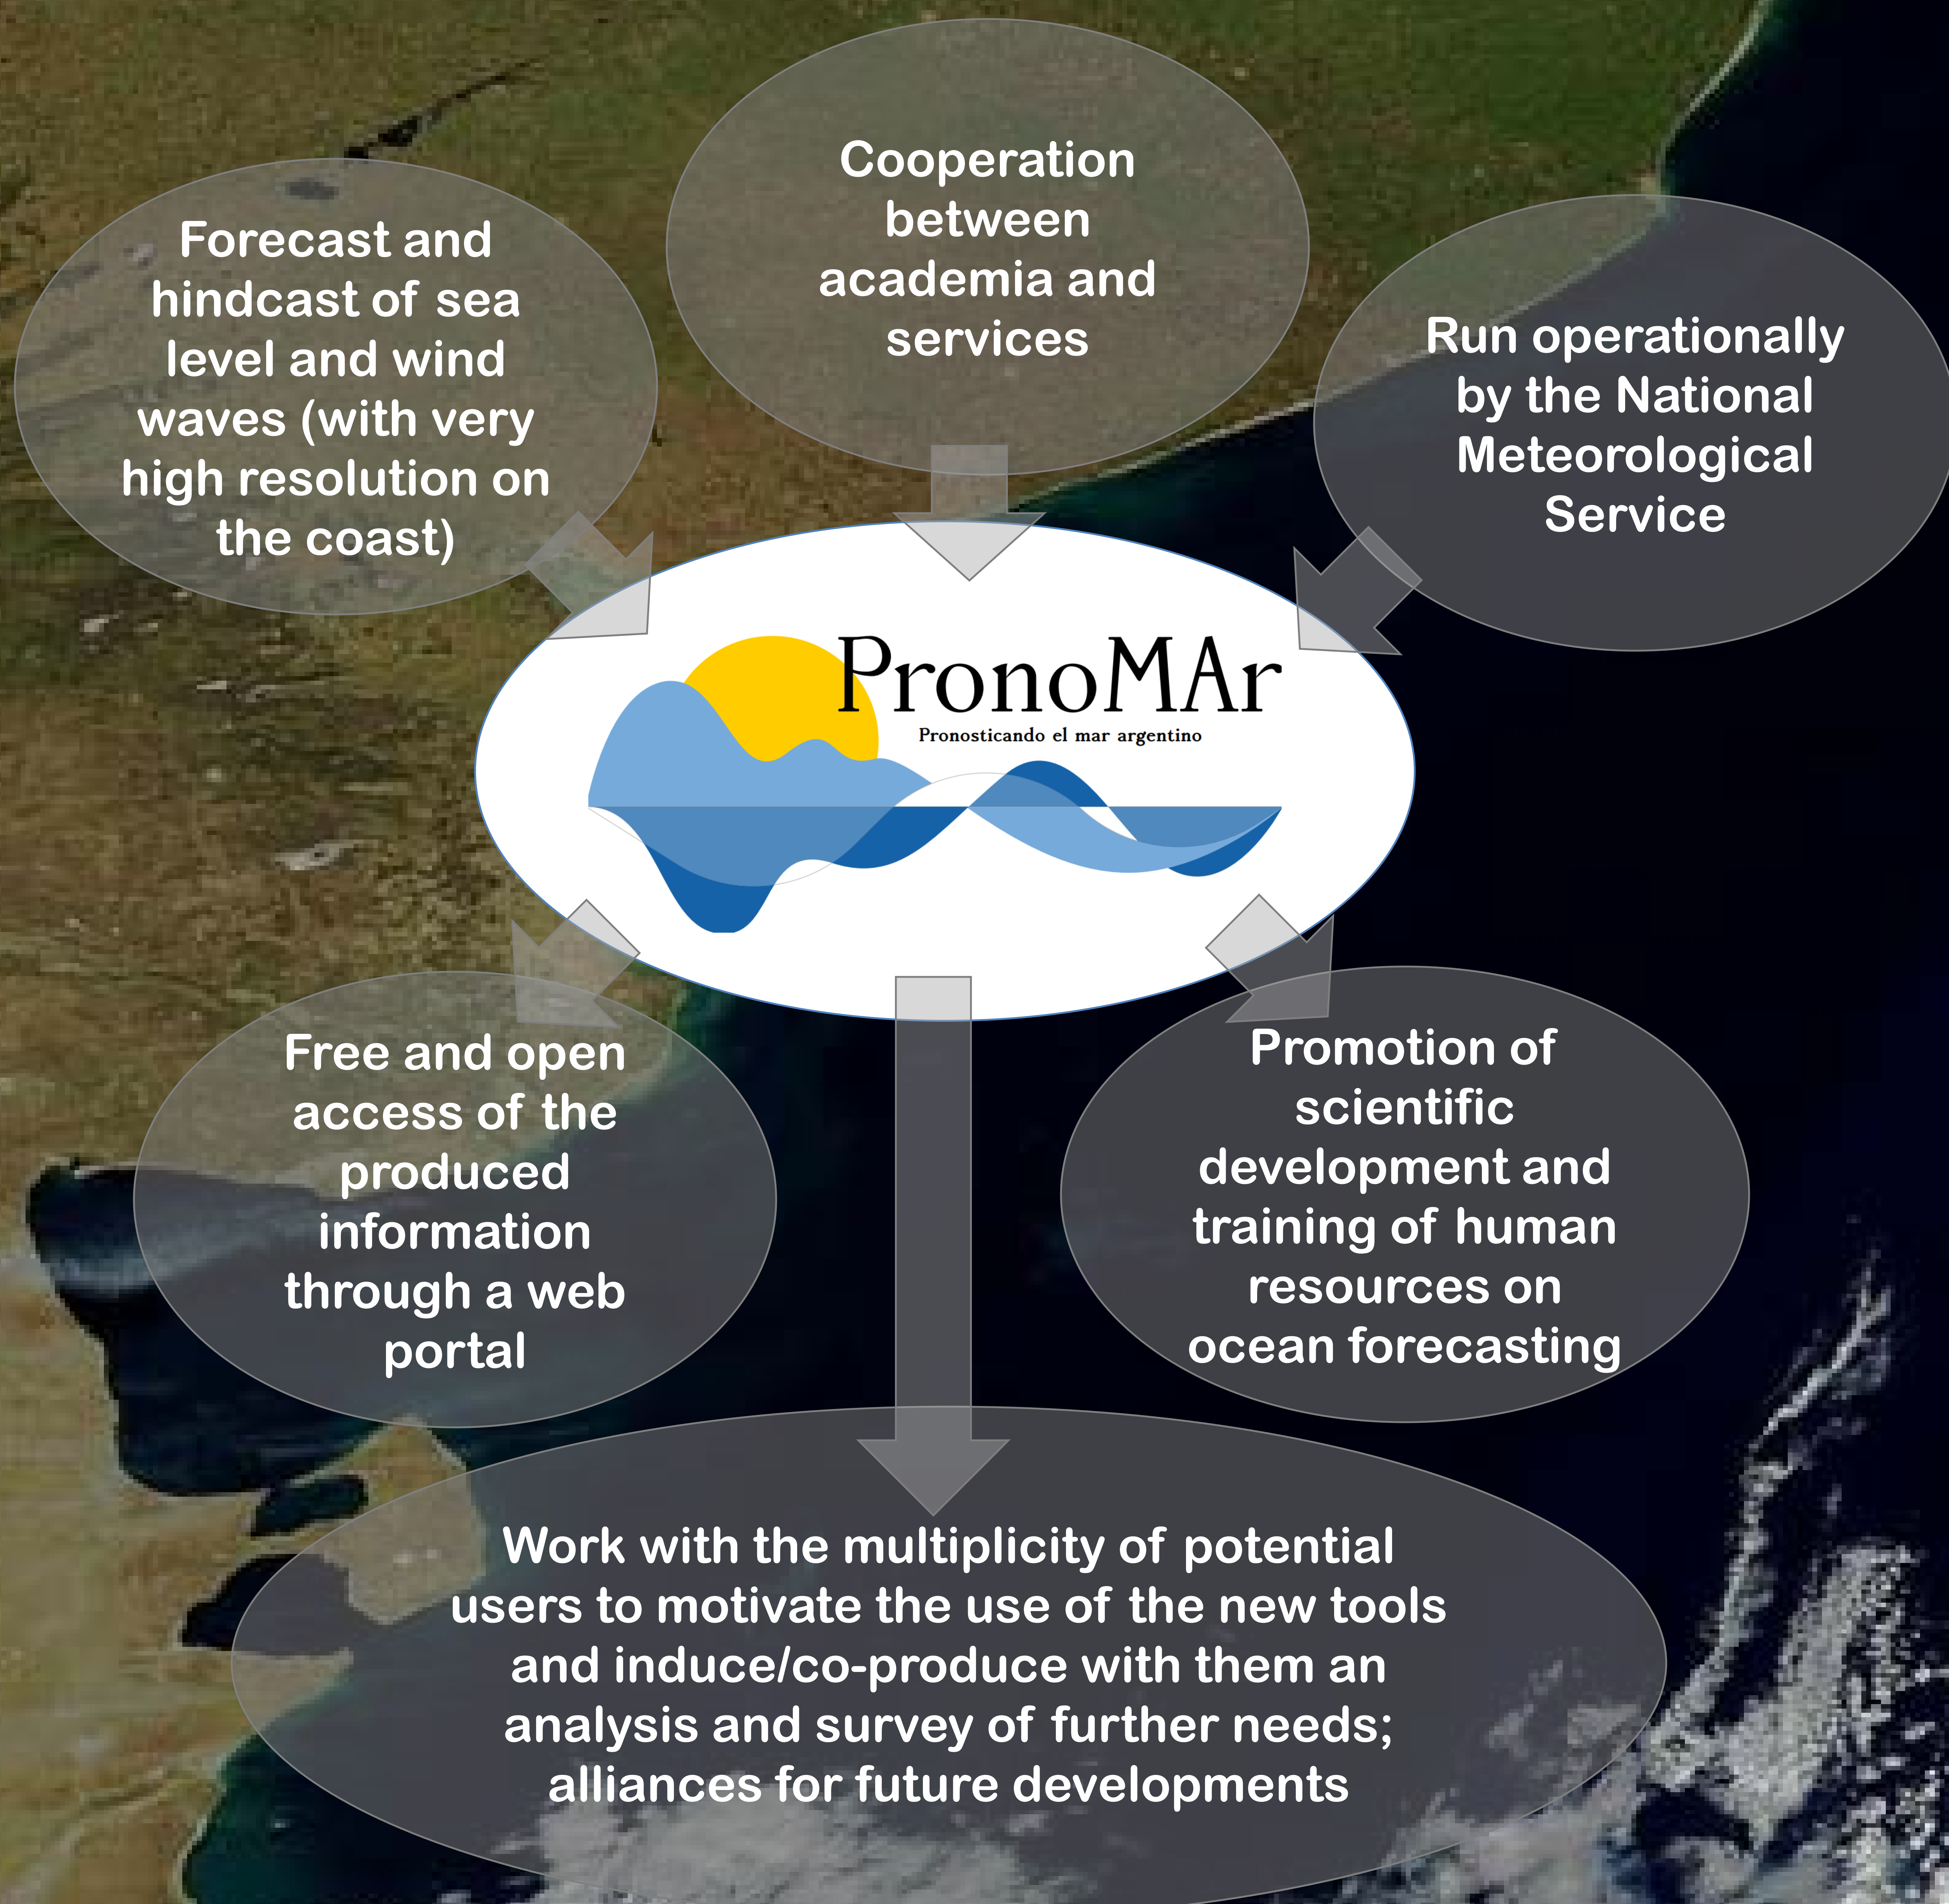 Cooperation
between
academia and
services
Forecast and
hindcast of sea
level and wind
waves (with very
high resolution on
the coast)
Run operationally
by the National
Meteorological
Service
PronoMAr
Pronosticando el mar argentino
Free and open
access of the
produced
information
through a web
portal
Promotion of
scientific
development and
training of human
resources on
ocean forecasting
Work with the multiplicity of potential
users to motivate the use of the new tools
and induce/co-produce with them an
analysis and survey of further needs;
alliances for future developments